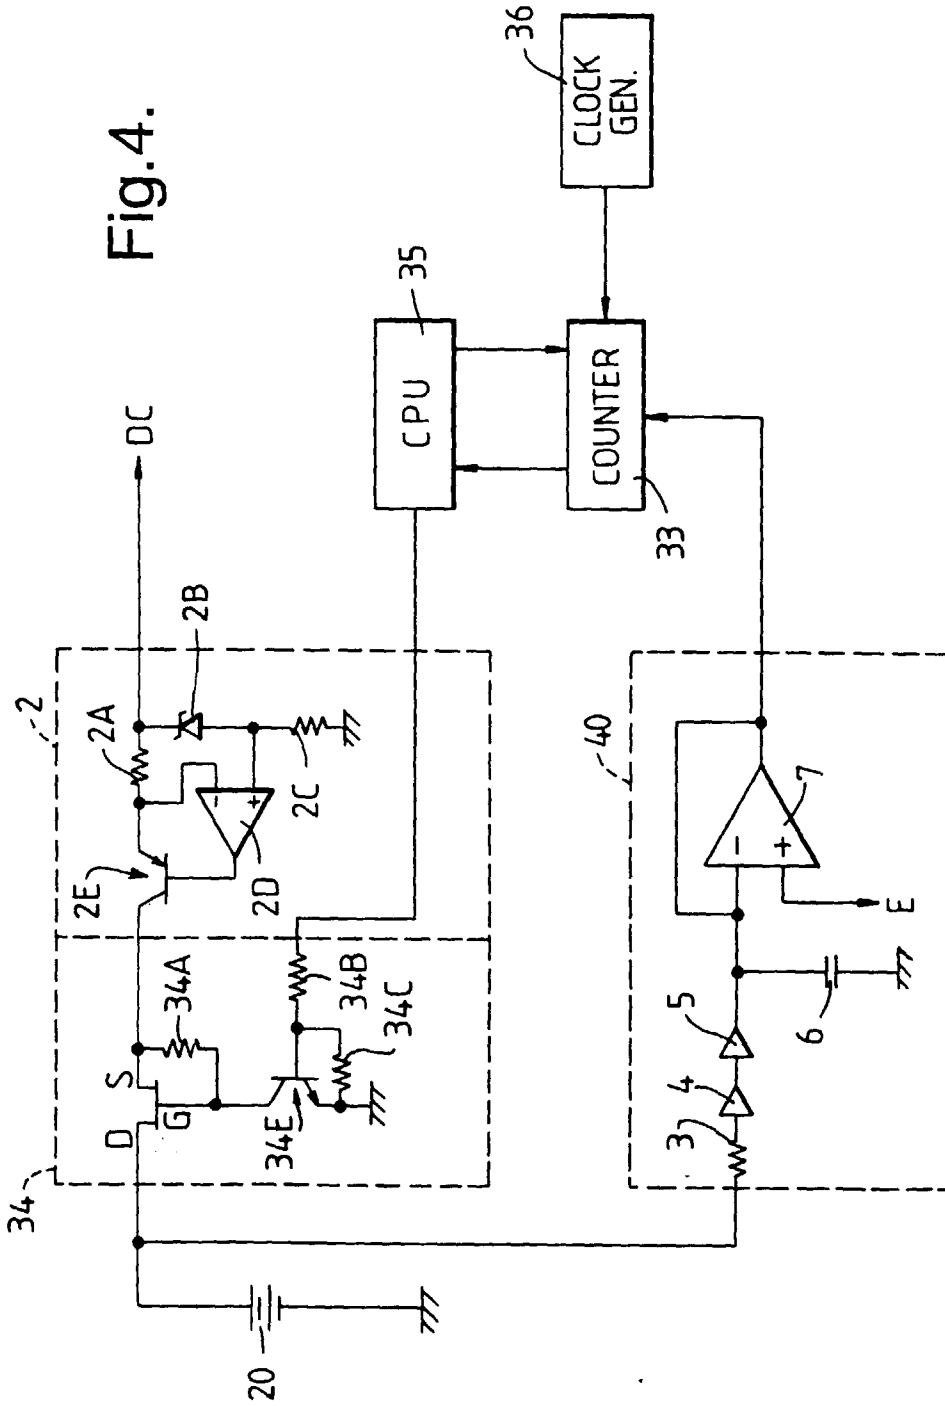 Fig.4.
DC
2
2A
2B
2C
2D
2E
-
+
34
D
S
G
34A
34B
34C
34E
20
CPU
35
COUNTER
33
CLOCK
GEN.
36
40
3
4
5
6
7
-
+
E